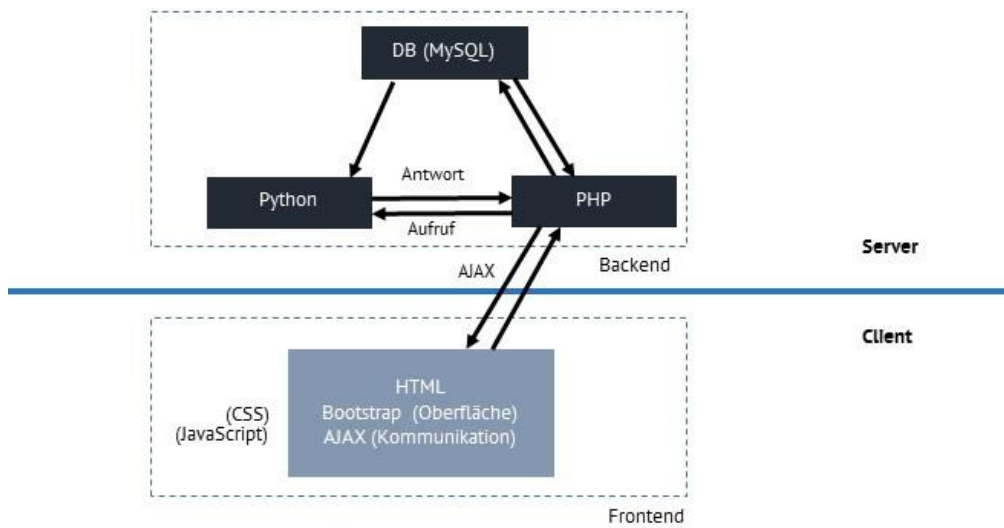 DB (MySQL)
Antwort
Python
PHP
Aufruf
Server
AJAX
Backend
Client
HTML
(CSS)
Bootstrap (Oberfläche)
(JavaScript)
AJAX (Kommunikation)
Frontend